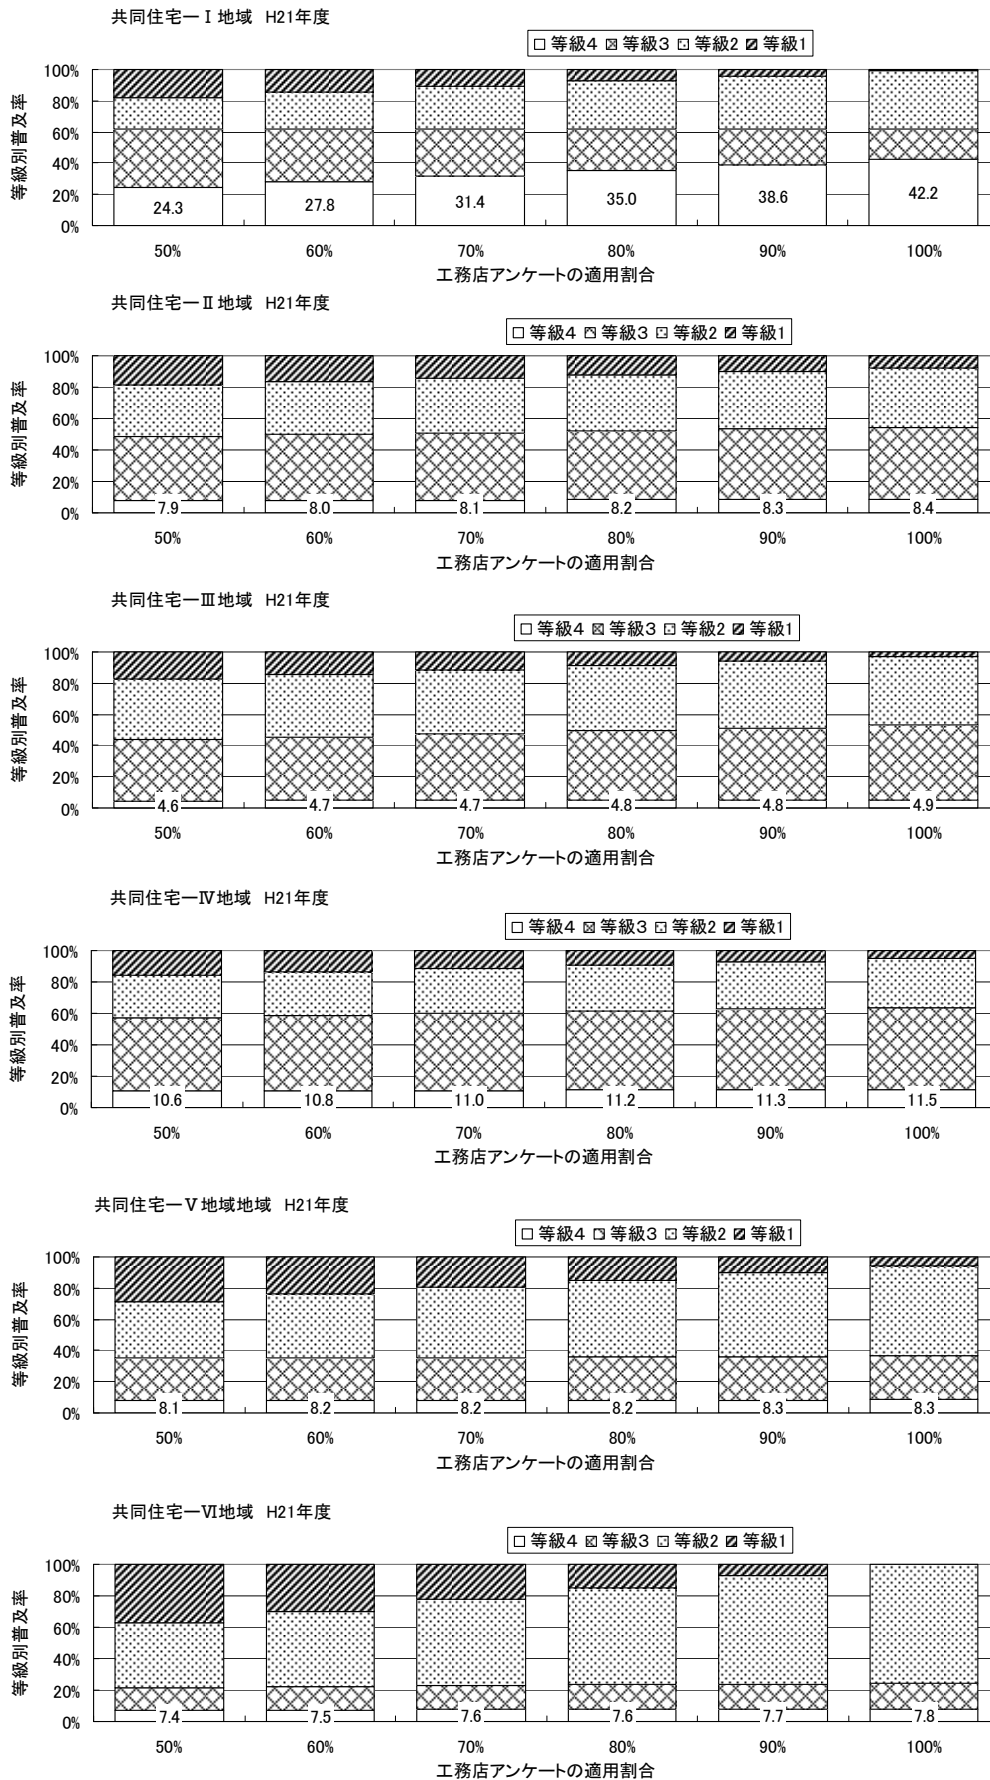 共同住宅ーⅠ地域 H21年度
□ 等級4 ☒ 等級3 ⊡ 等級2 ▨ 等級1
等級別普及率
100%
80%
60%
40%
20%
0%
24.3 27.8 31.4 35.0 38.6 42.2
50% 60% 70% 80% 90% 100%
工務店アンケートの適用割合
共同住宅ーⅡ地域 H21年度
□ 等級4 ☒ 等級3 ⊡ 等級2 ▨ 等級1
等級別普及率
100%
80%
60%
40%
20%
0%
7.9 8.0 8.1 8.2 8.3 8.4
50% 60% 70% 80% 90% 100%
工務店アンケートの適用割合
共同住宅ーⅢ地域 H21年度
□ 等級4 ☒ 等級3 ⊡ 等級2 ▨ 等級1
等級別普及率
100%
80%
60%
40%
20%
0%
4.6 4.7 4.7 4.8 4.8 4.9
50% 60% 70% 80% 90% 100%
工務店アンケートの適用割合
共同住宅ーⅣ地域 H21年度
□ 等級4 ☒ 等級3 ⊡ 等級2 ▨ 等級1
等級別普及率
100%
80%
60%
40%
20%
0%
10.6 10.8 11.0 11.2 11.3 11.5
50% 60% 70% 80% 90% 100%
工務店アンケートの適用割合
共同住宅ーⅤ地域地域 H21年度
□ 等級4 ☒ 等級3 ⊡ 等級2 ▨ 等級1
等級別普及率
100%
80%
60%
40%
20%
0%
8.1 8.2 8.2 8.2 8.3 8.3
50% 60% 70% 80% 90% 100%
工務店アンケートの適用割合
共同住宅ーⅥ地域 H21年度
□ 等級4 ☒ 等級3 ⊡ 等級2 ▨ 等級1
等級別普及率
100%
80%
60%
40%
20%
0%
7.4 7.5 7.6 7.6 7.7 7.8
50% 60% 70% 80% 90% 100%
工務店アンケートの適用割合